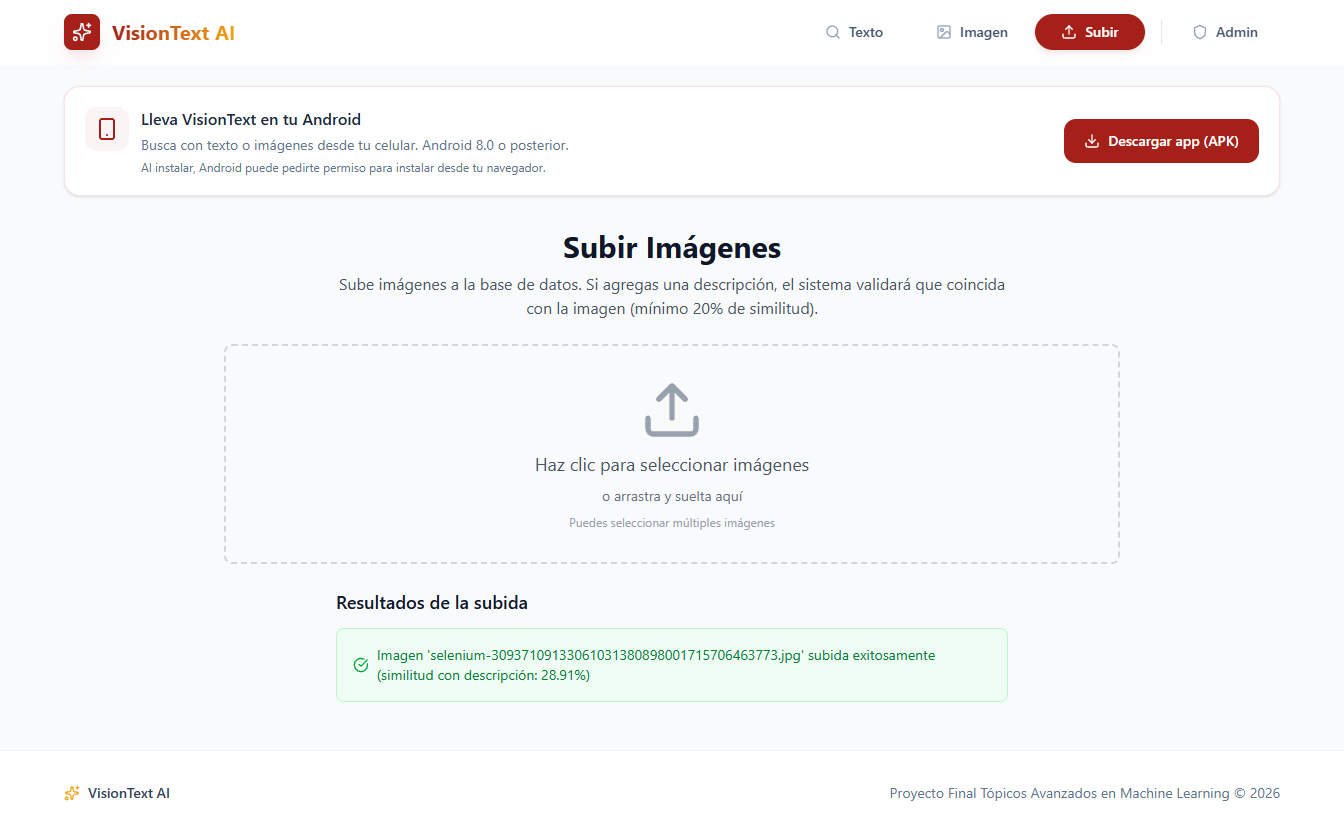 VisionText AI
Texto
Imagen
Subir
Admin
Lleva VisionText en tu Android
Busca con texto o imágenes desde tu celular. Android 8.0 o posterior.
Al instalar, Android puede pedirte permiso para instalar desde tu navegador.
Descargar app (APK)
Subir Imágenes
Sube imágenes a la base de datos. Si agregas una descripción, el sistema validará que coincida
con la imagen (mínimo 20% de similitud).
Haz clic para seleccionar imágenes
o arrastra y suelta aquí
Puedes seleccionar múltiples imágenes
Resultados de la subida
Imagen 'selenium-30937109133061031380898001715706463773.jpg' subida exitosamente
(similitud con descripción: 28.91%)
VisionText AI
Proyecto Final Tópicos Avanzados en Machine Learning © 2026